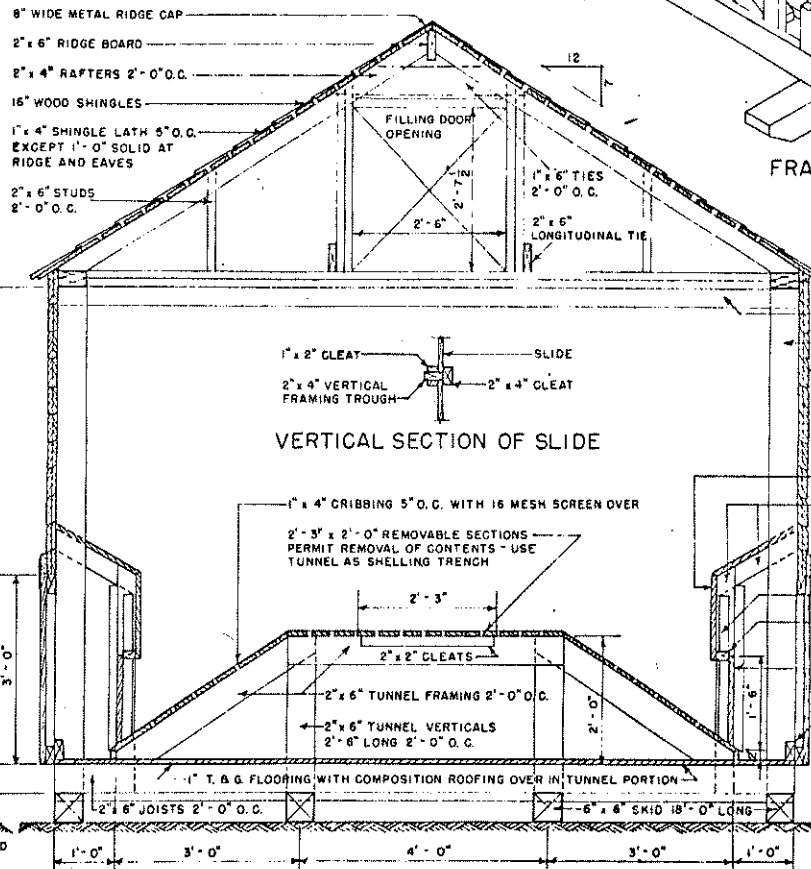 8" WIDE METAL RIDGE CAP
2" x 6" RIDGE BOARD
2" x 4" RAFTERS 2'-0" O.C.
16" WOOD SHINGLES
1" x 4" SHINGLE LATH 5" O.C.
EXCEPT 1'-0" SOLID AT
RIDGE AND EAVES
2" x 6" STUDS
2'-0" O.C.
12
7
FRA
FILLING DOOR
OPENING
2'-7 1/2
2'-6"
1" x 6" TIES
2'-0" O.C.
2" x 6"
LONGITUDINAL TIE
1" x 2" CLEAT
SLIDE
2" x 4" VERTICAL
FRAMING TROUGH
2" x 4" CLEAT
VERTICAL SECTION OF SLIDE
1" x 4" CRIBBING 5" O.C. WITH 16 MESH SCREEN OVER
2'-3" x 2'-0" REMOVABLE SECTIONS
PERMIT REMOVAL OF CONTENTS - USE
TUNNEL AS SHELLING TRENCH
2'-3"
2" x 2" CLEATS
3'-0"
2" x 6" TUNNEL FRAMING 2'-0" O.C.
2" x 6" TUNNEL VERTICALS
2'-6" LONG 2'-0" O.C.
2'-0"
1'-6"
2"
1" T. & G. FLOORING WITH COMPOSITION ROOFING OVER IN TUNNEL PORTION
2" x 6" JOISTS 2'-0" O.C.
6" x 6" SKID 18'-0" LONG
D
1'-0"
3'-0"
4'-0"
3'-0"
1'-0"